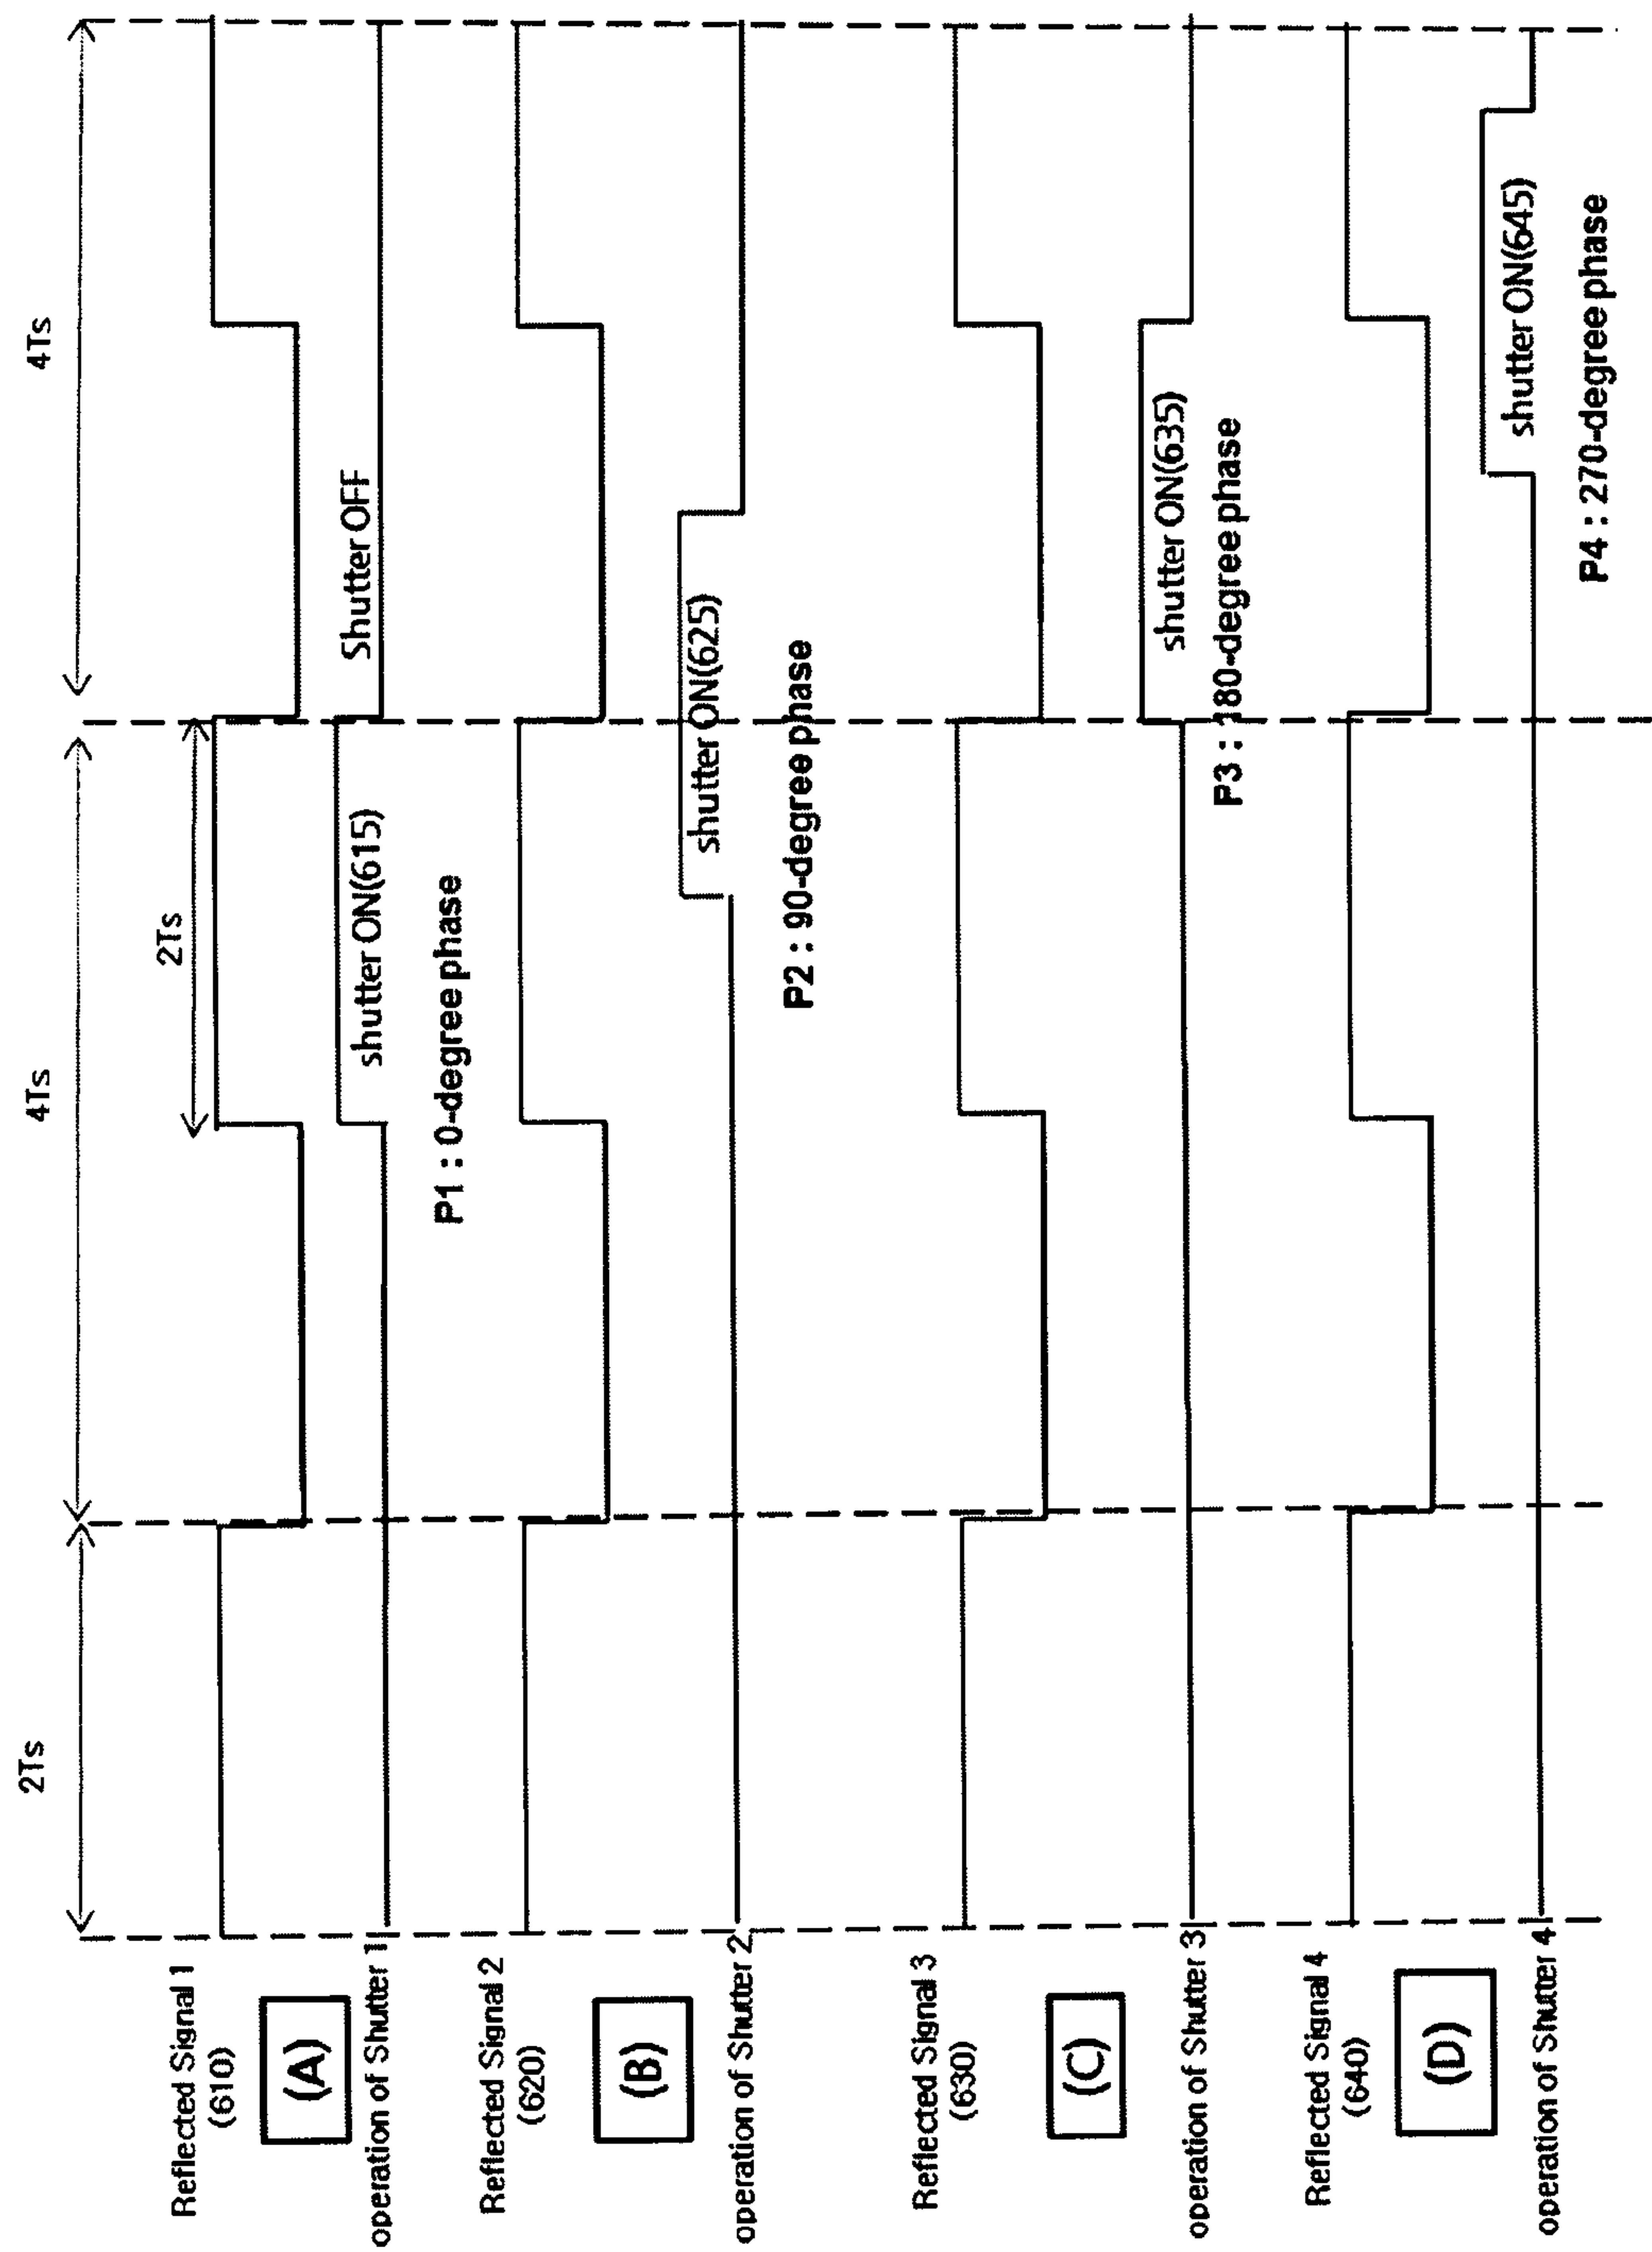 2Ts
4Ts
4Ts
2Ts
Reflected Signal 1
(610)
(A)
operation of Shutter 1
shutter ON(615)
Shutter OFF
P1 : 0-degree phase
Reflected Signal 2
(620)
(B)
operation of Shutter 2
shutter ON(625)
P2 : 90-degree phase
Reflected Signal 3
(630)
(C)
operation of Shutter 3
shutter ON(635)
P3 : 180-degree phase
Reflected Signal 4
(640)
(D)
operation of Shutter 4
shutter ON(645)
P4 : 270-degree phase